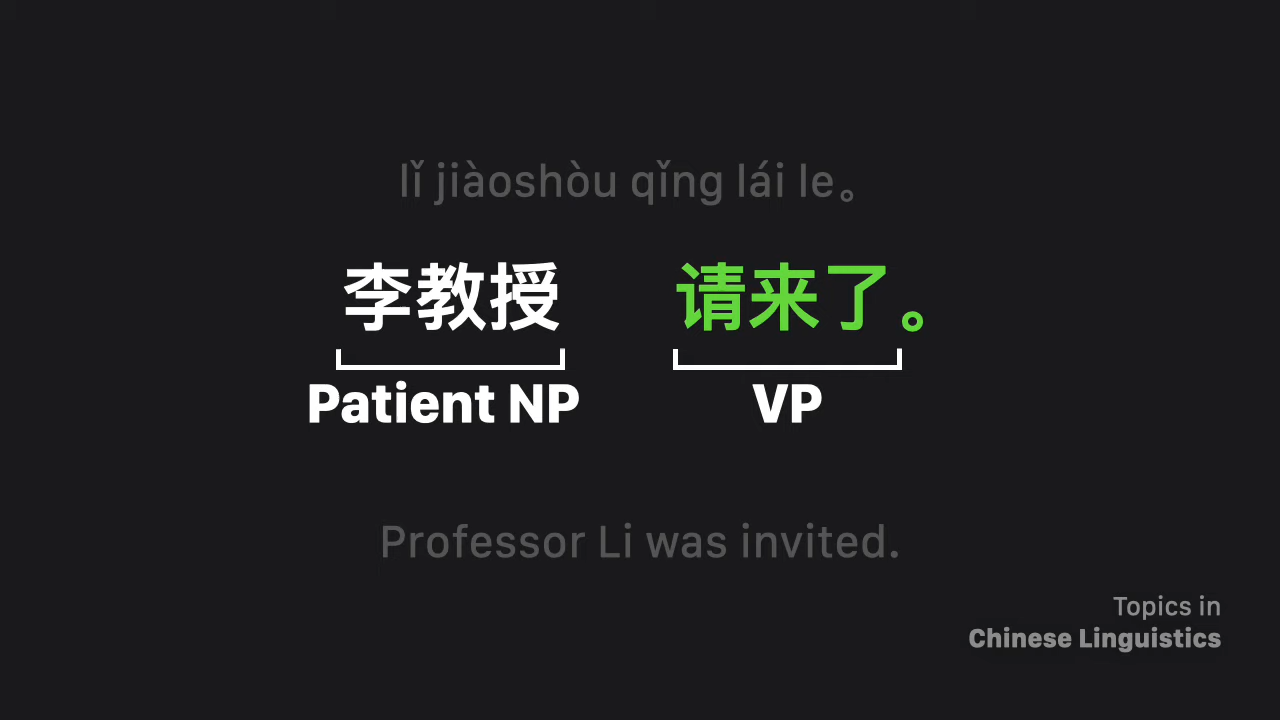 lǐ jiàoshòu qǐng lái le。
李教授 请来了。
Patient NP VP
Professor Li was invited.
Topics in
Chinese Linguistics